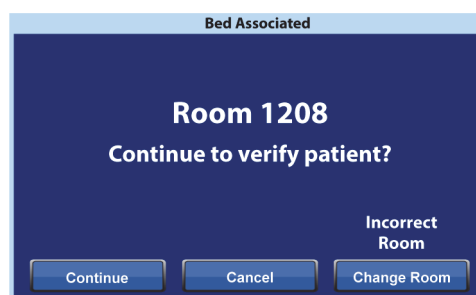 Bed Associated
Room 1208
Continue to verify patient?
Incorrect
Room
Continue
Cancel
Change Room